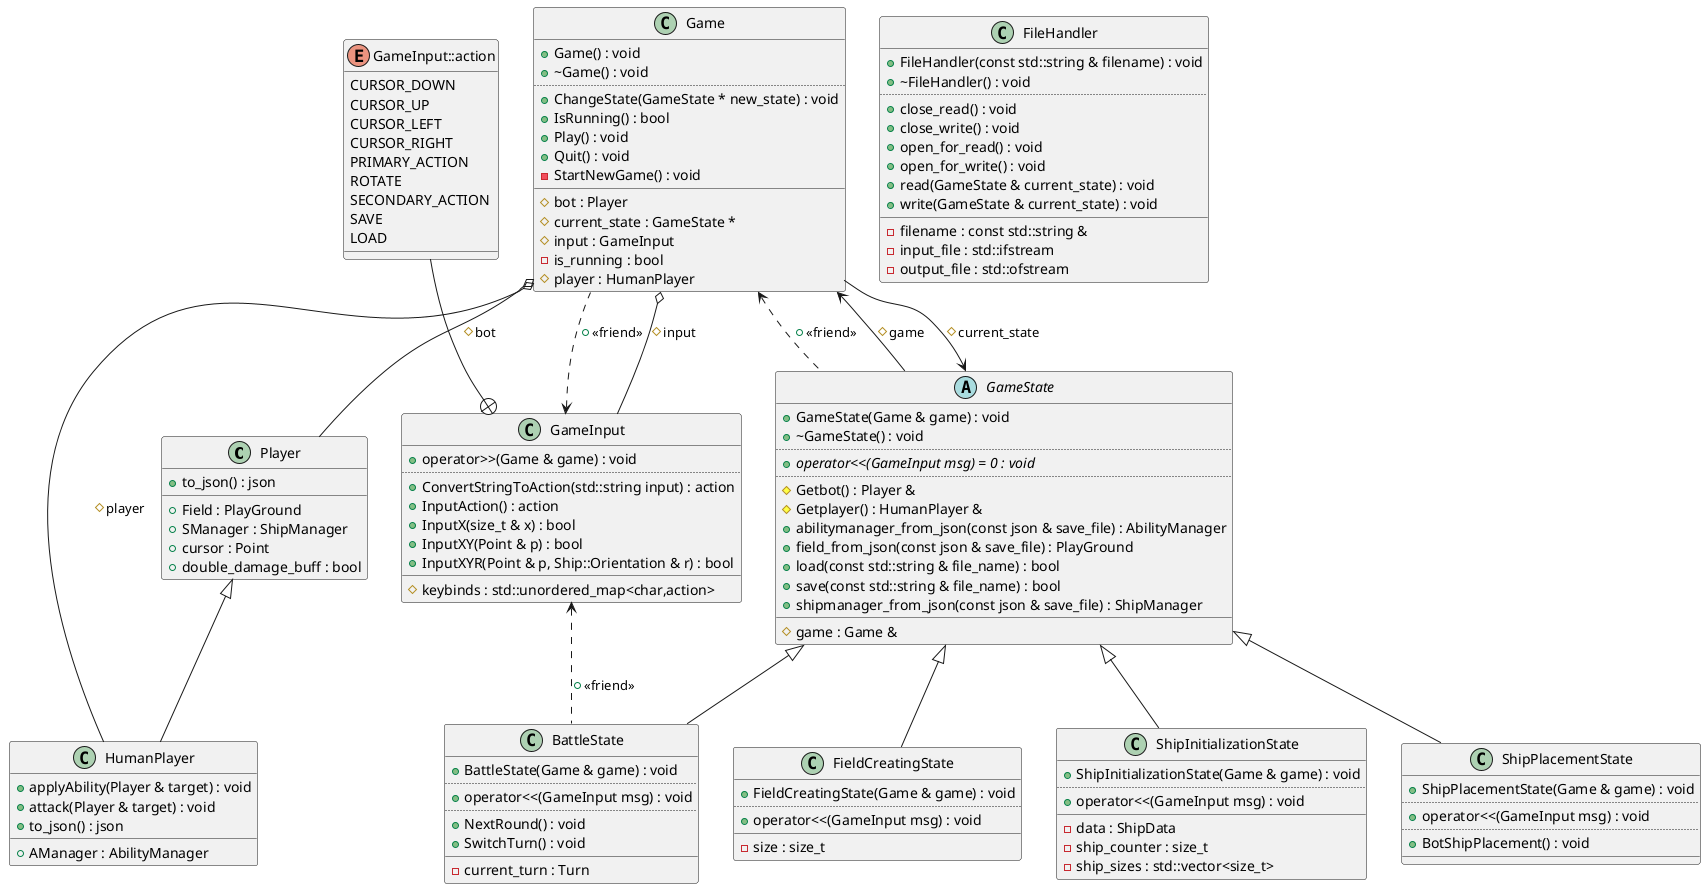 GameInput::action
CURSOR_DOWN
CURSOR_UP
CURSOR_LEFT
CURSOR_RIGHT
PRIMARY_ACTION
ROTATE
SECONDARY_ACTION
SAVE
LOAD
Game
Game() : void
~Game() : void
ChangeState(GameState * new_state) : void
IsRunning() : bool
Play() : void
Quit() : void
StartNewGame() : void
bot : Player
current_state : GameState *
input : GameInput
is_running : bool
player : HumanPlayer
FileHandler
FileHandler(const std::string & filename) : void
~FileHandler() : void
close_read() : void
close_write() : void
open_for_read() : void
open_for_write() : void
read(GameState & current_state) : void
write(GameState & current_state) : void
filename : const std::string &
input_file : std::ifstream
output_file : std::ofstream
bot
«friend»
input
«friend»
game
current_state
player
Player
to_json() : json
Field : PlayGround
SManager : ShipManager
cursor : Point
double_damage_buff : bool
GameInput
operator>>(Game & game) : void
ConvertStringToAction(std::string input) : action
InputAction() : action
InputX(size_t & x) : bool
InputXY(Point & p) : bool
InputXYR(Point & p, Ship::Orientation & r) : bool
keybinds : std::unordered_map<char,action>
GameState
GameState(Game & game) : void
~GameState() : void
operator<<(GameInput msg) = 0 : void
Getbot() : Player &
Getplayer() : HumanPlayer &
abilitymanager_from_json(const json & save_file) : AbilityManager
field_from_json(const json & save_file) : PlayGround
load(const std::string & file_name) : bool
save(const std::string & file_name) : bool
shipmanager_from_json(const json & save_file) : ShipManager
game : Game &
«friend»
HumanPlayer
applyAbility(Player & target) : void
attack(Player & target) : void
to_json() : json
AManager : AbilityManager
BattleState
BattleState(Game & game) : void
operator<<(GameInput msg) : void
NextRound() : void
SwitchTurn() : void
current_turn : Turn
FieldCreatingState
FieldCreatingState(Game & game) : void
operator<<(GameInput msg) : void
size : size_t
ShipInitializationState
ShipInitializationState(Game & game) : void
operator<<(GameInput msg) : void
data : ShipData
ship_counter : size_t
ship_sizes : std::vector<size_t>
ShipPlacementState
ShipPlacementState(Game & game) : void
operator<<(GameInput msg) : void
BotShipPlacement() : void